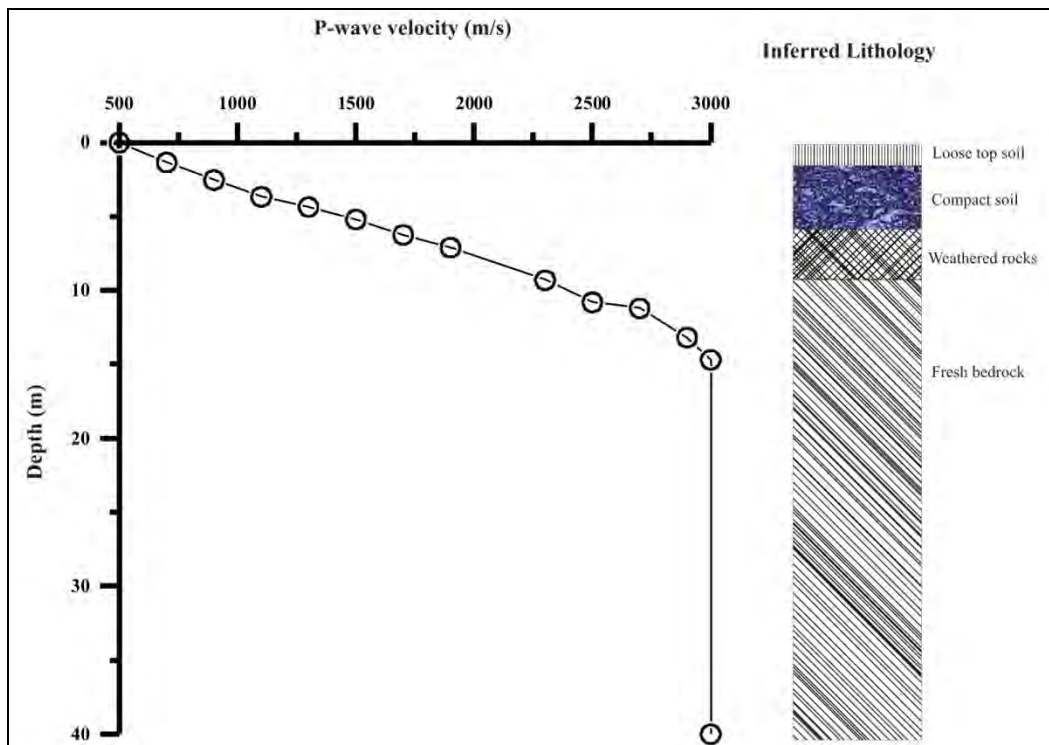 P-wave velocity (m/s)
Inferred Lithology
500 1000 1500 2000 2500 3000
0
10
20
30
40
Depth (m)
Loose top soil
Compact soil
Weathered rocks
Fresh bedrock